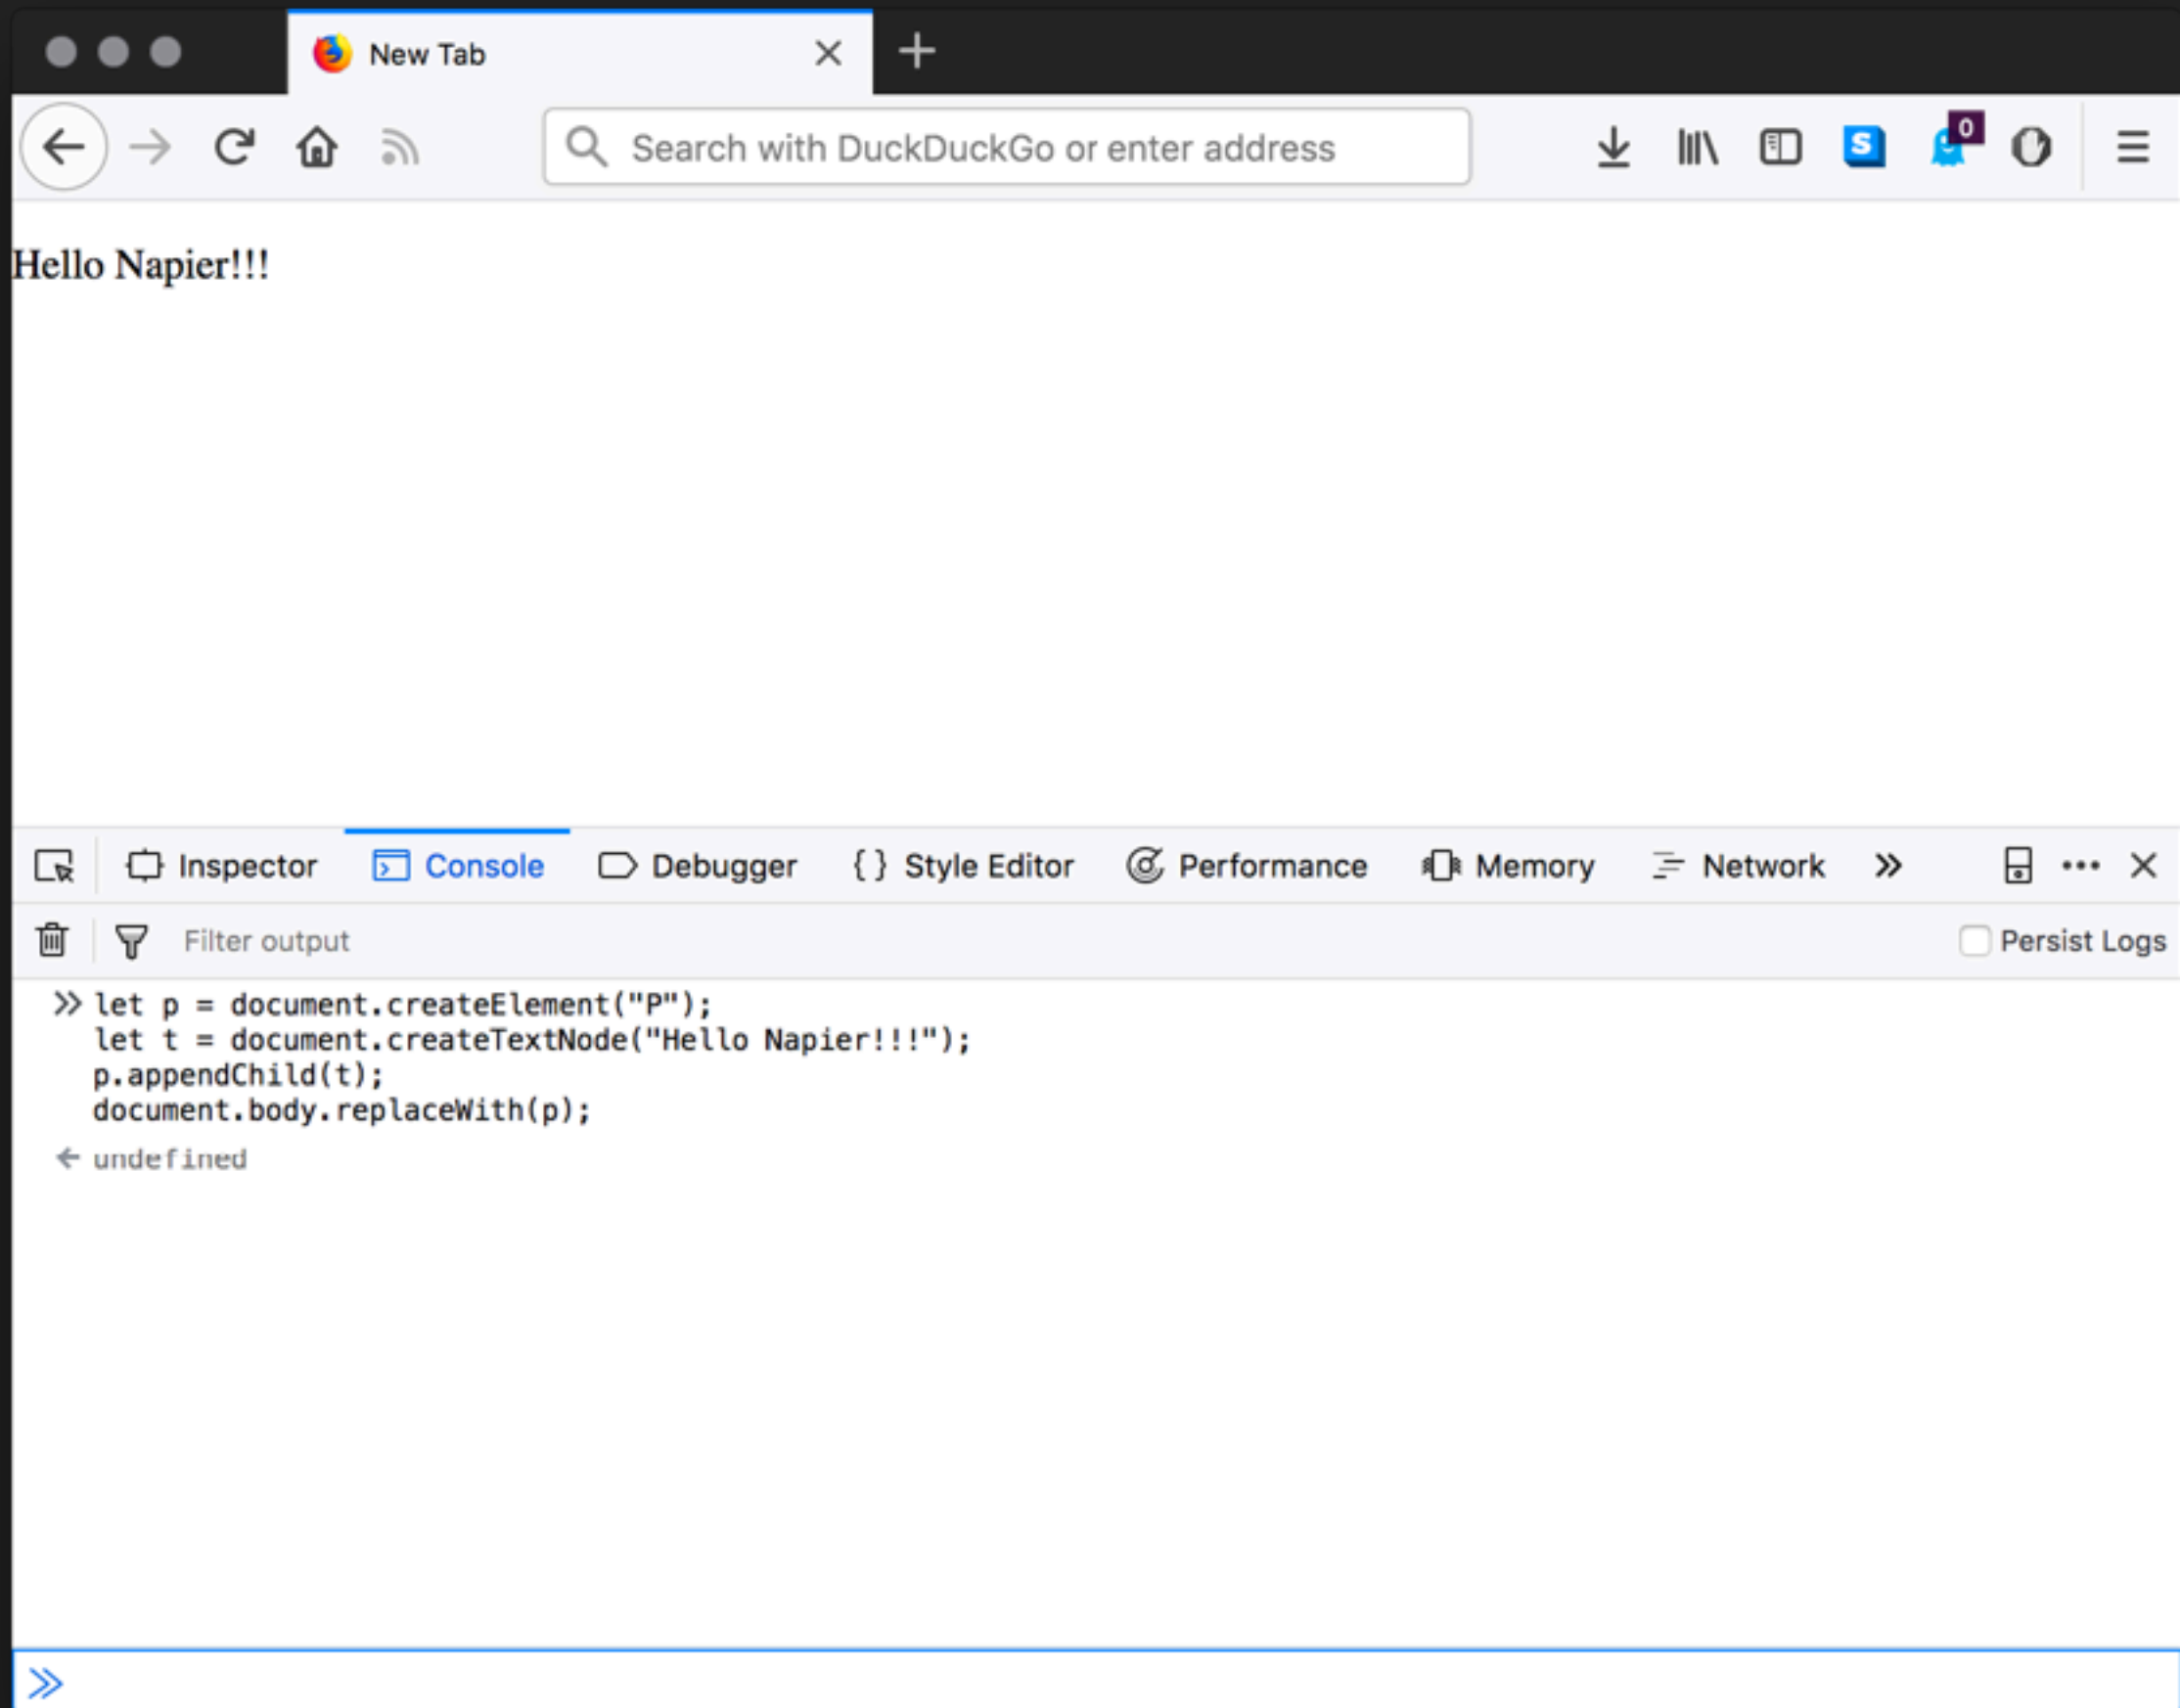 New Tab
Search with DuckDuckGo or enter address
S
0
Hello Napier!!!
Inspector Console Debugger {} Style Editor Performance Memory Network
Filter output Persist Logs
let p = document.createElement("P");
let t = document.createTextNode("Hello Napier!!!");
p.appendChild(t);
document.body.replaceWith(p);
undefined